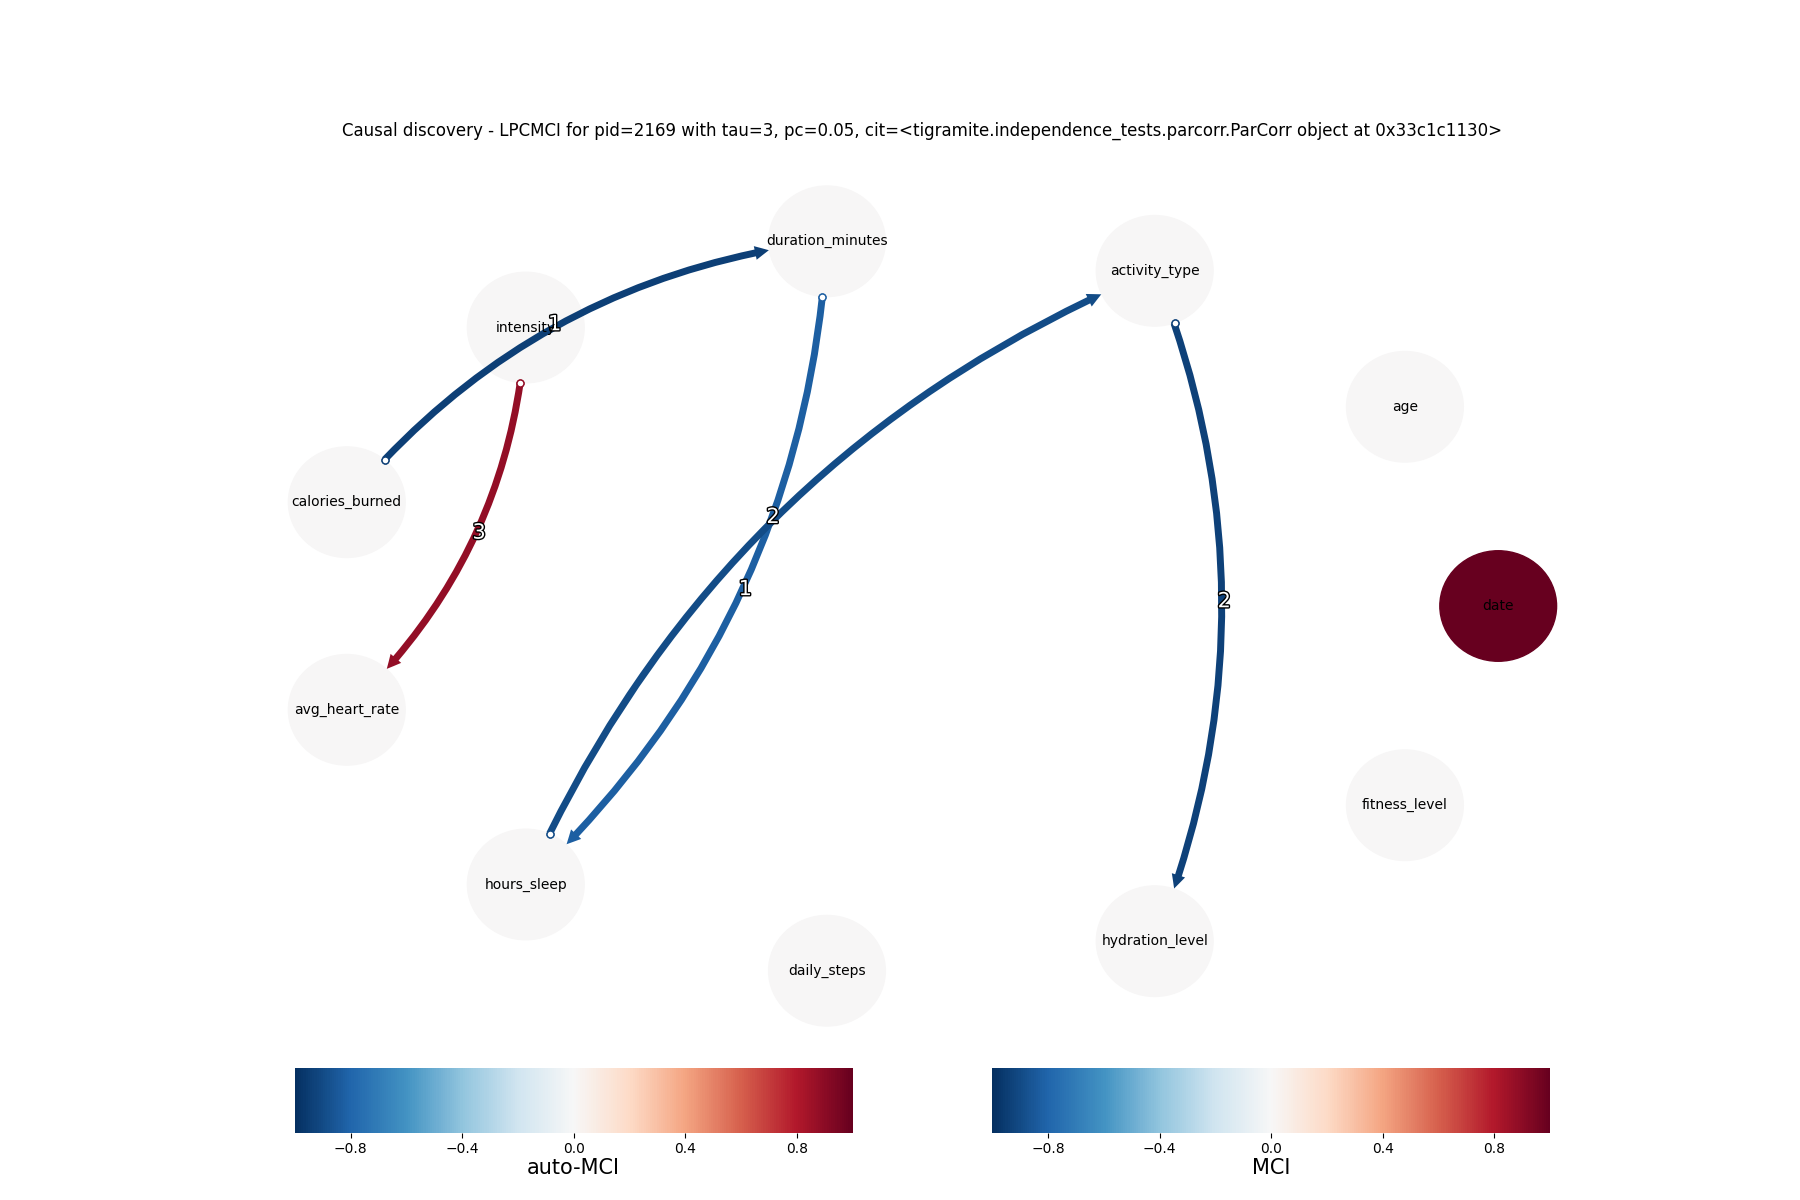 Causal discovery - LPCMCI for pid=2169 with tau=3, pc=0.05, cit=<tigramite.independence_tests.parcorr.ParCorr object at 0x33c1c1130>
duration_minutes
activity_type
intensity
1
age
calories_burned
2
3
1
2
date
avg_heart_rate
fitness_level
hours_sleep
hydration_level
daily_steps
−0.8 −0.4 0.0 0.4 0.8
auto-MCI
−0.8 −0.4 0.0 0.4 0.8
MCI